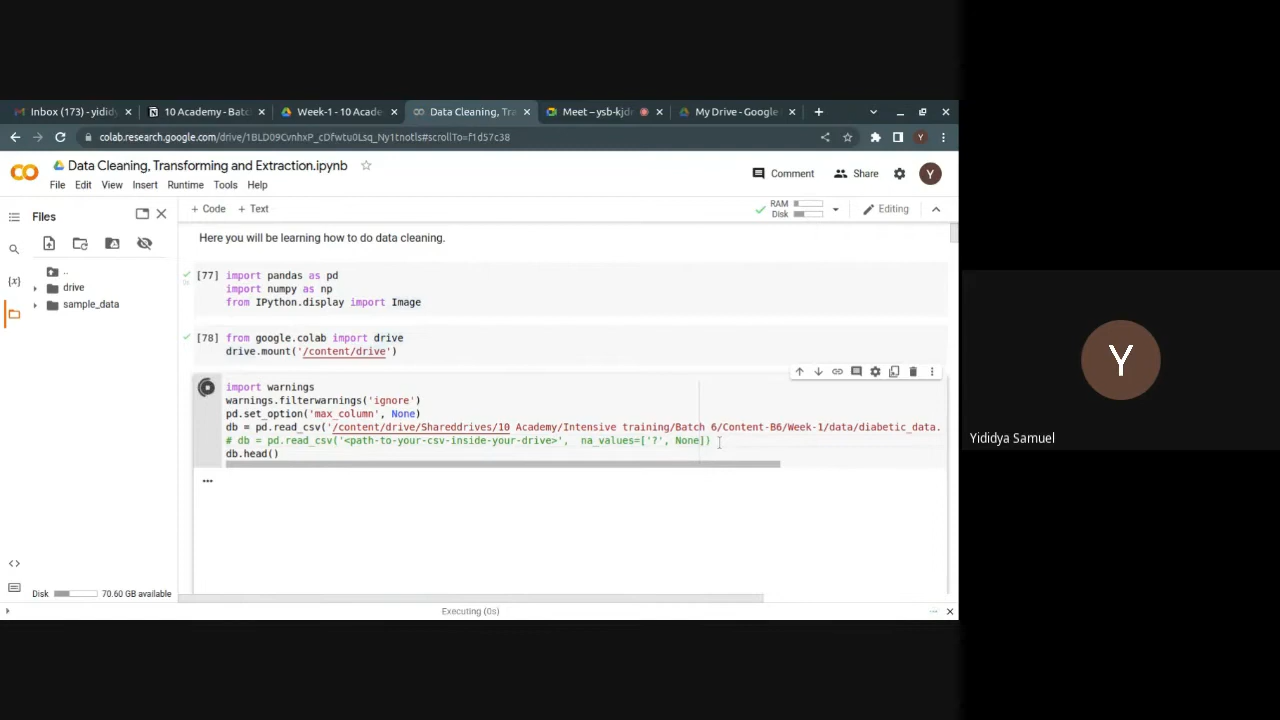 Inbox (173) - yididy
10 Academy - Batc
Week-1 - 10 Acade
Data Cleaning, Tra
Meet – ysb-kjdr
My Drive - Google
colab.research.google.com/drive/1BLD09CvnhxP_cDfwtu0Lsq_Ny1tnotls#scrollTo=f1d57c38
Y
Data Cleaning, Transforming and Extraction.ipynb
Comment
Share
Y
File Edit View Insert Runtime Tools Help
Files
+ Code + Text
RAM
Disk
Editing
..
drive
sample_data
Here you will be learning how to do data cleaning.
[77] import pandas as pd
import numpy as np
from IPython.display import Image
[78] from google.colab import drive
drive.mount('/content/drive')
import warnings
warnings.filterwarnings('ignore')
pd.set_option('max_column', None)
db = pd.read_csv('/content/drive/Shareddrives/10 Academy/Intensive training/Batch 6/Content-B6/Week-1/data/diabetic_data.
# db = pd.read_csv('<path-to-your-csv-inside-your-drive>', na_values=['?', None])
db.head()
Disk
70.60 GB available
Executing (0s)
Y
Yididya Samuel